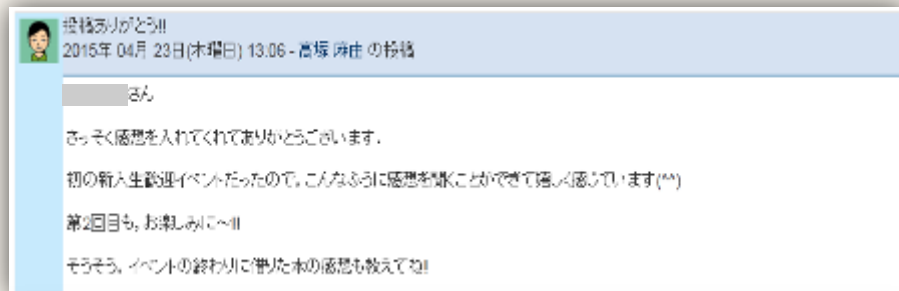 投稿ありがとう!!
2015年 04月 23日(木曜日) 13:06 - 高塚 麻由 の投稿
さん
さっそく感想を入れてくれてありがとうございます.
初の新入生歓迎イベントだったので,こんなふうに感想を聞くことができて嬉しく感じています(^^)
第2回目も,お楽しみに~!!
そうそう,イベントの終わりに借りた本の感想も教えてね!